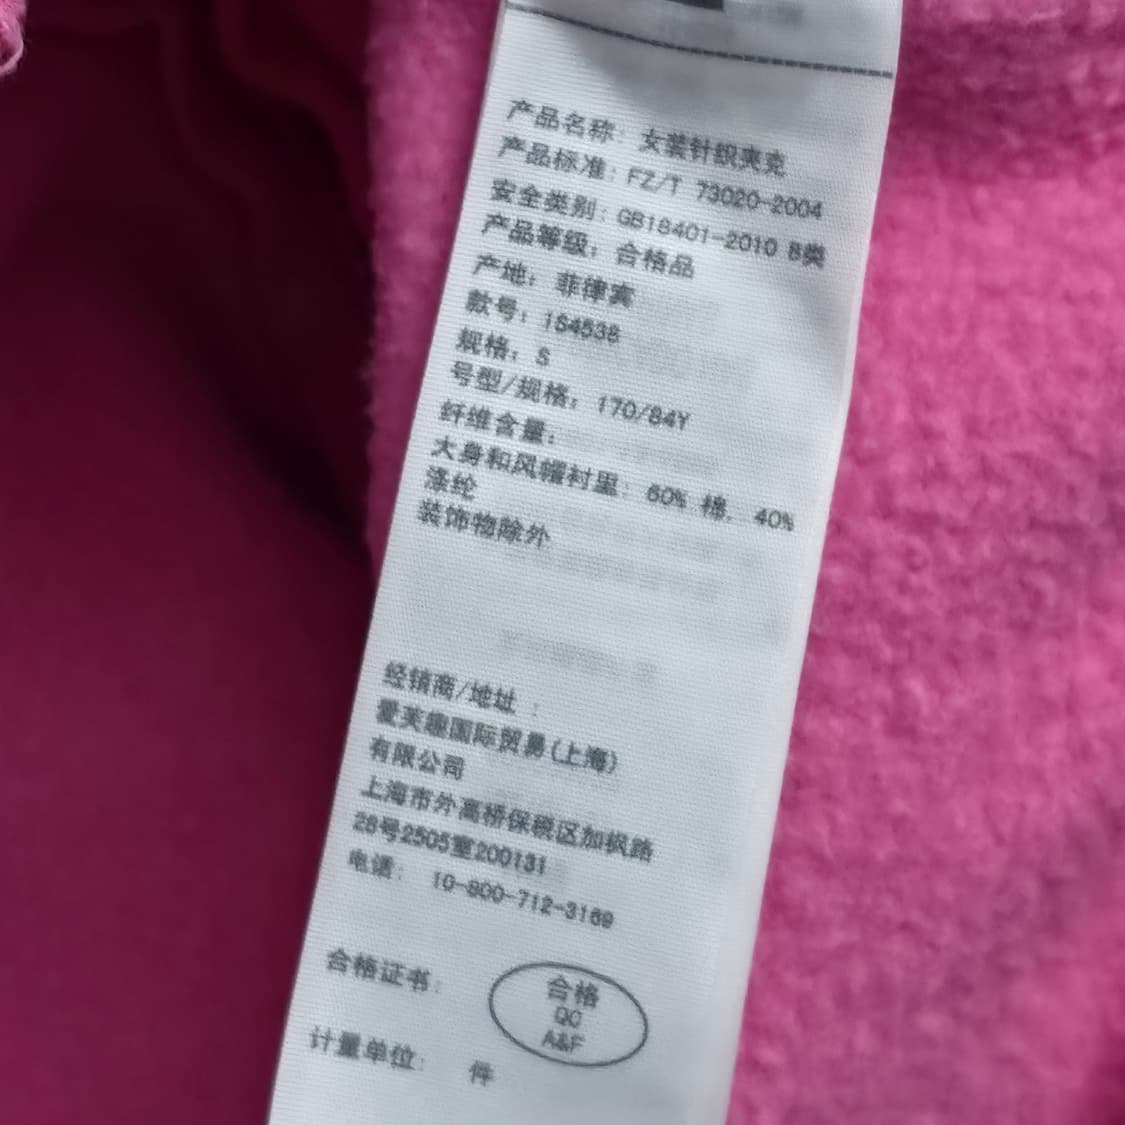 产品名称: 女装针织夹克
产品标准: FZ/T 73020-2004
安全类别: GB18401-2010 B类
产品等级: 合格品
产地: 菲律宾
款号: 1S4538
规格: S
号型/规格: 170/84Y
纤维含量:
大身和风帽衬里: 60% 棉, 40%
涤纶
装饰物除外
经销商/地址 :
爱芙趣国际贸易(上海)
有限公司
上海市外高桥保税区加枫路
28号2505室200131
电话: 10-800-712-3169
合格证书:
合格
QC
A&F
计量单位: 件